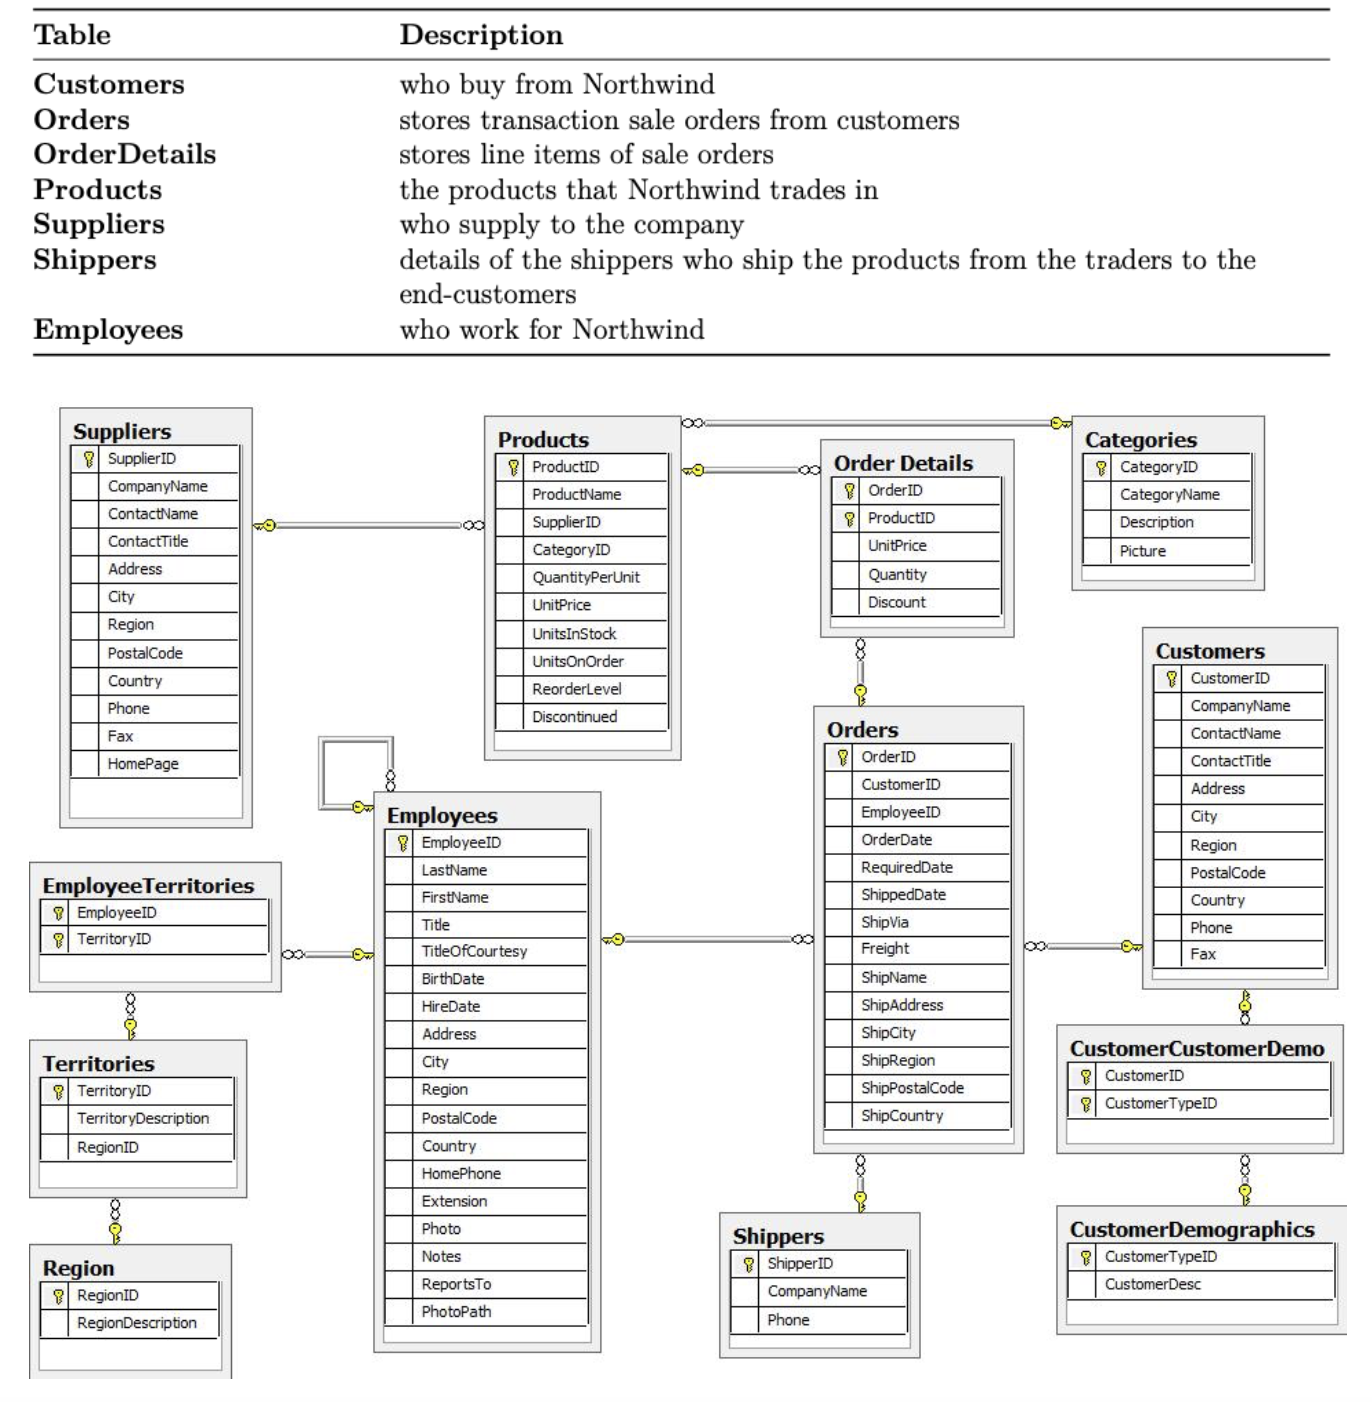 Table Description
Customers who buy from Northwind
Orders stores transaction sale orders from customers
OrderDetails stores line items of sale orders
Products the products that Northwind trades in
Suppliers who supply to the company
Shippers details of the shippers who ship the products from the traders to the
end-customers
Employees who work for Northwind
Suppliers
SupplierID
CompanyName
ContactName
ContactTitle
Address
City
Region
PostalCode
Country
Phone
Fax
HomePage
Products
ProductID
ProductName
SupplierID
CategoryID
QuantityPerUnit
UnitPrice
UnitsInStock
UnitsOnOrder
ReorderLevel
Discontinued
Order Details
OrderID
ProductID
UnitPrice
Quantity
Discount
Categories
CategoryID
CategoryName
Description
Picture
Customers
CustomerID
CompanyName
ContactName
ContactTitle
Address
City
Region
PostalCode
Country
Phone
Fax
Orders
OrderID
CustomerID
EmployeeID
OrderDate
RequiredDate
ShippedDate
ShipVia
Freight
ShipName
ShipAddress
ShipCity
ShipRegion
ShipPostalCode
ShipCountry
Employees
EmployeeID
LastName
FirstName
Title
TitleOfCourtesy
BirthDate
HireDate
Address
City
Region
PostalCode
Country
HomePhone
Extension
Photo
Notes
ReportsTo
PhotoPath
EmployeeTerritories
EmployeeID
TerritoryID
Territories
TerritoryID
TerritoryDescription
RegionID
Region
RegionID
RegionDescription
Shippers
ShipperID
CompanyName
Phone
CustomerCustomerDemo
CustomerID
CustomerTypeID
CustomerDemographics
CustomerTypeID
CustomerDesc